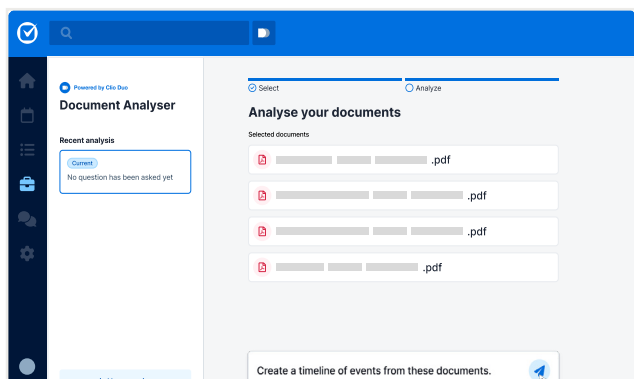 Powered by Clio Duo
Document Analyser
Recent analysis
Current
No question has been asked yet
Select
Analyze
Analyse your documents
Selected documents
.pdf
.pdf
.pdf
.pdf
Create a timeline of events from these documents.